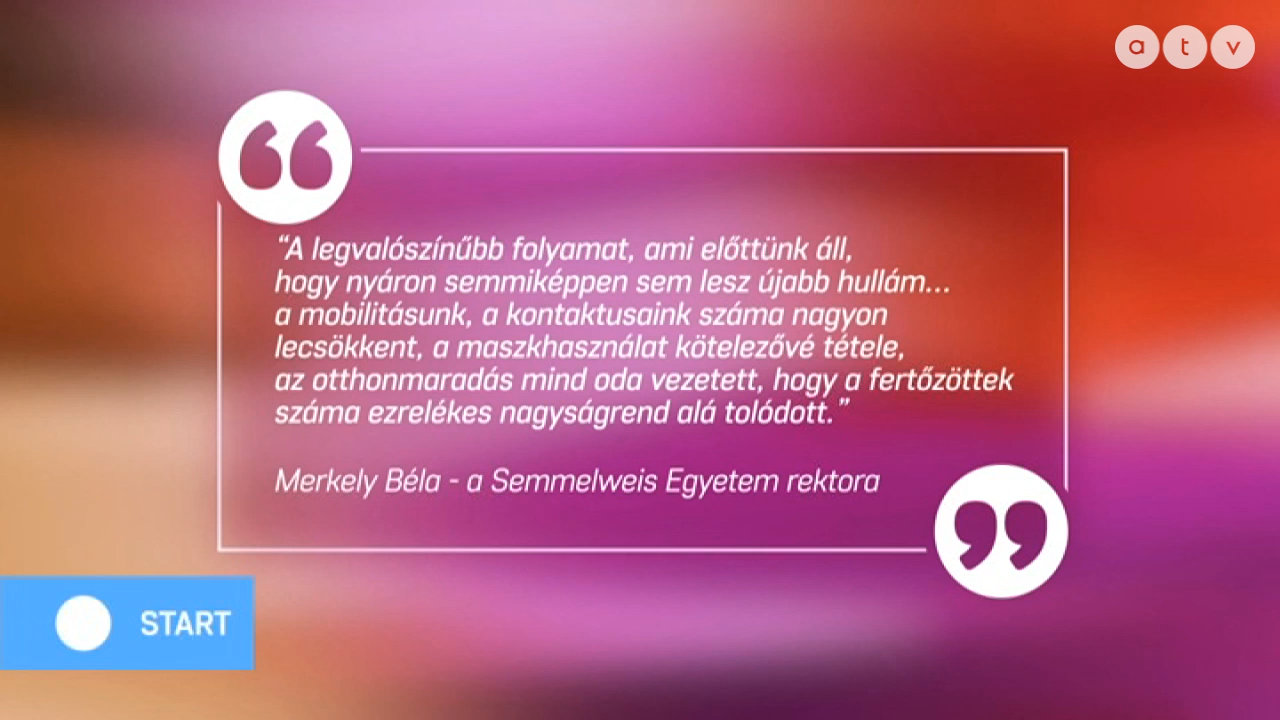 atv
“A legvalószínűbb folyamat, ami előttünk áll,
hogy nyáron semmiképpen sem lesz újabb hullám...
a mobilitásunk, a kontaktusaink száma nagyon
lecsökkent, a maszkhasználat kötelezővé tétele,
az otthonmaradás mind oda vezetett, hogy a fertőzöttek
száma ezrelékes nagyságrend alá tolódott.”
Merkely Béla - a Semmelweis Egyetem rektora
START